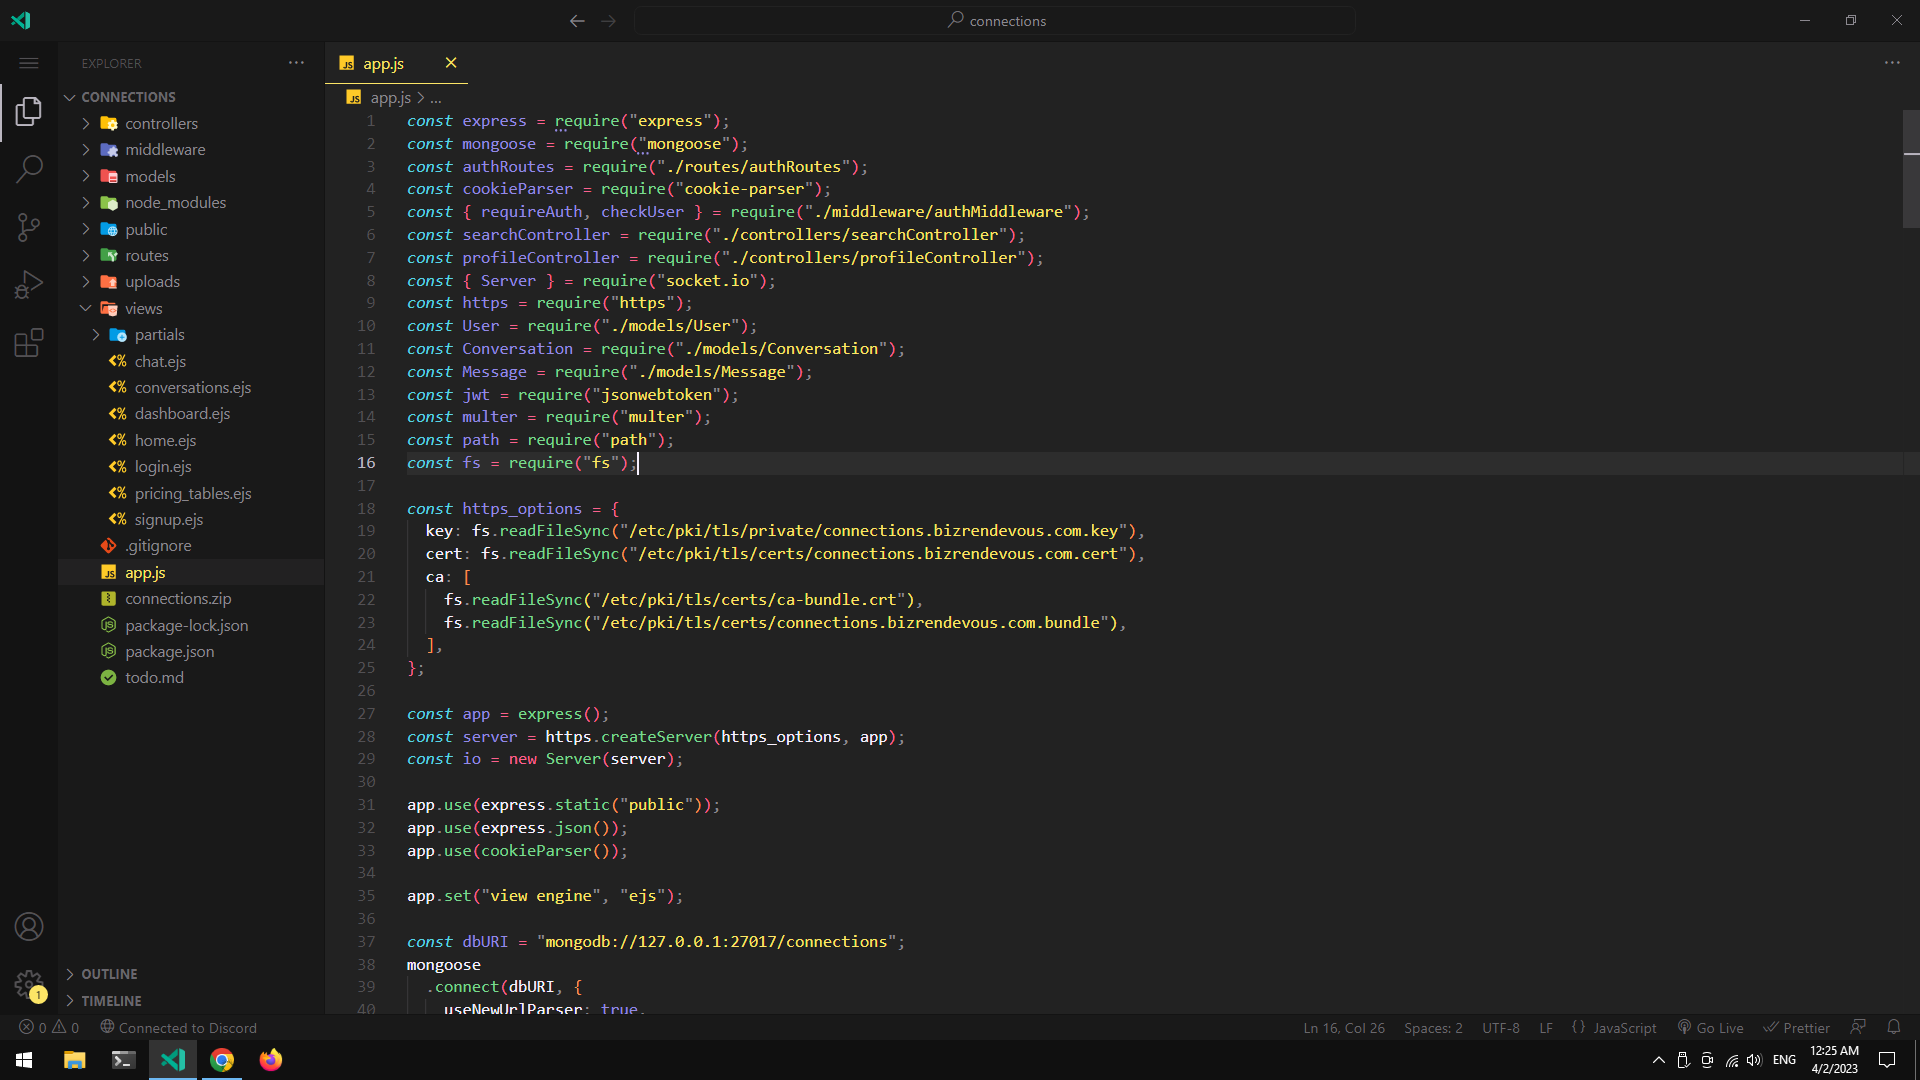 connections
EXPLORER
CONNECTIONS
controllers
middleware
models
node_modules
public
routes
uploads
views
partials
chat.ejs
conversations.ejs
dashboard.ejs
home.ejs
login.ejs
pricing_tables.ejs
signup.ejs
.gitignore
app.js
connections.zip
package-lock.json
package.json
todo.md
OUTLINE
TIMELINE
app.js
app.js > ...
1 const express = require("express");
2 const mongoose = require("mongoose");
3 const authRoutes = require("./routes/authRoutes");
4 const cookieParser = require("cookie-parser");
5 const { requireAuth, checkUser } = require("./middleware/authMiddleware");
6 const searchController = require("./controllers/searchController");
7 const profileController = require("./controllers/profileController");
8 const { Server } = require("socket.io");
9 const https = require("https");
10 const User = require("./models/User");
11 const Conversation = require("./models/Conversation");
12 const Message = require("./models/Message");
13 const jwt = require("jsonwebtoken");
14 const multer = require("multer");
15 const path = require("path");
16 const fs = require("fs");
17
18 const https_options = {
19 key: fs.readFileSync("/etc/pki/tls/private/connections.bizrendevous.com.key"),
20 cert: fs.readFileSync("/etc/pki/tls/certs/connections.bizrendevous.com.cert"),
21 ca: [
22 fs.readFileSync("/etc/pki/tls/certs/ca-bundle.crt"),
23 fs.readFileSync("/etc/pki/tls/certs/connections.bizrendevous.com.bundle"),
24 ],
25 };
26
27 const app = express();
28 const server = https.createServer(https_options, app);
29 const io = new Server(server);
30
31 app.use(express.static("public"));
32 app.use(express.json());
33 app.use(cookieParser());
34
35 app.set("view engine", "ejs");
36
37 const dbURI = "mongodb://127.0.0.1:27017/connections";
38 mongoose
39 .connect(dbURI, {
40 useNewUrlParser: true,
1
0 0 Connected to Discord
Ln 16, Col 26 Spaces: 2 UTF-8 LF {} JavaScript Go Live Prettier
ENG
12:25 AM
4/2/2023